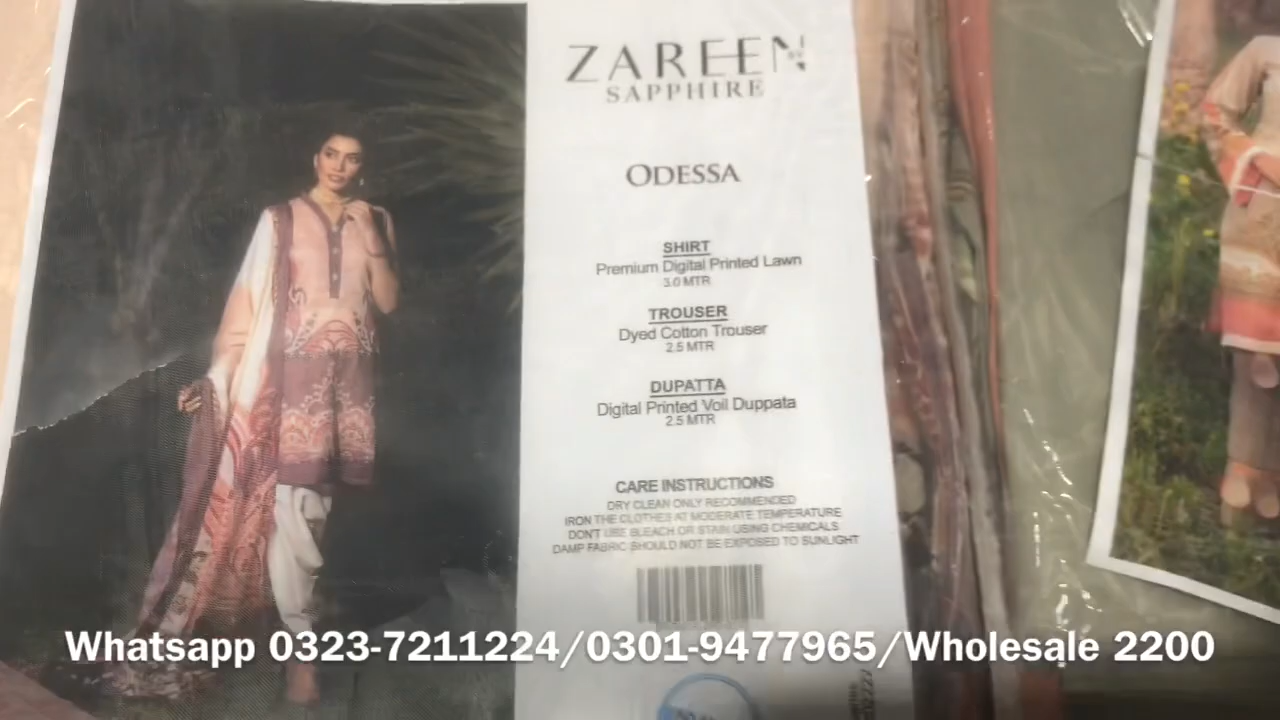 ZAREEN
BY
SAPPHIRE
ODESSA
SHIRT
Premium Digital Printed Lawn
3.0 MTR
TROUSER
Dyed Cotton Trouser
2.5 MTR
DUPATTA
Digital Printed Voil Duppata
2.5 MTR
CARE INSTRUCTIONS
DRY CLEAN ONLY RECOMMENDED
IRON THE CLOTHES AT MODERATE TEMPERATURE
DON'T USE BLEACH OR STAIN USING CHEMICALS
DAMP FABRIC SHOULD NOT BE EXPOSED TO SUNLIGHT
Whatsapp 0323-7211224/0301-9477965/Wholesale 2200